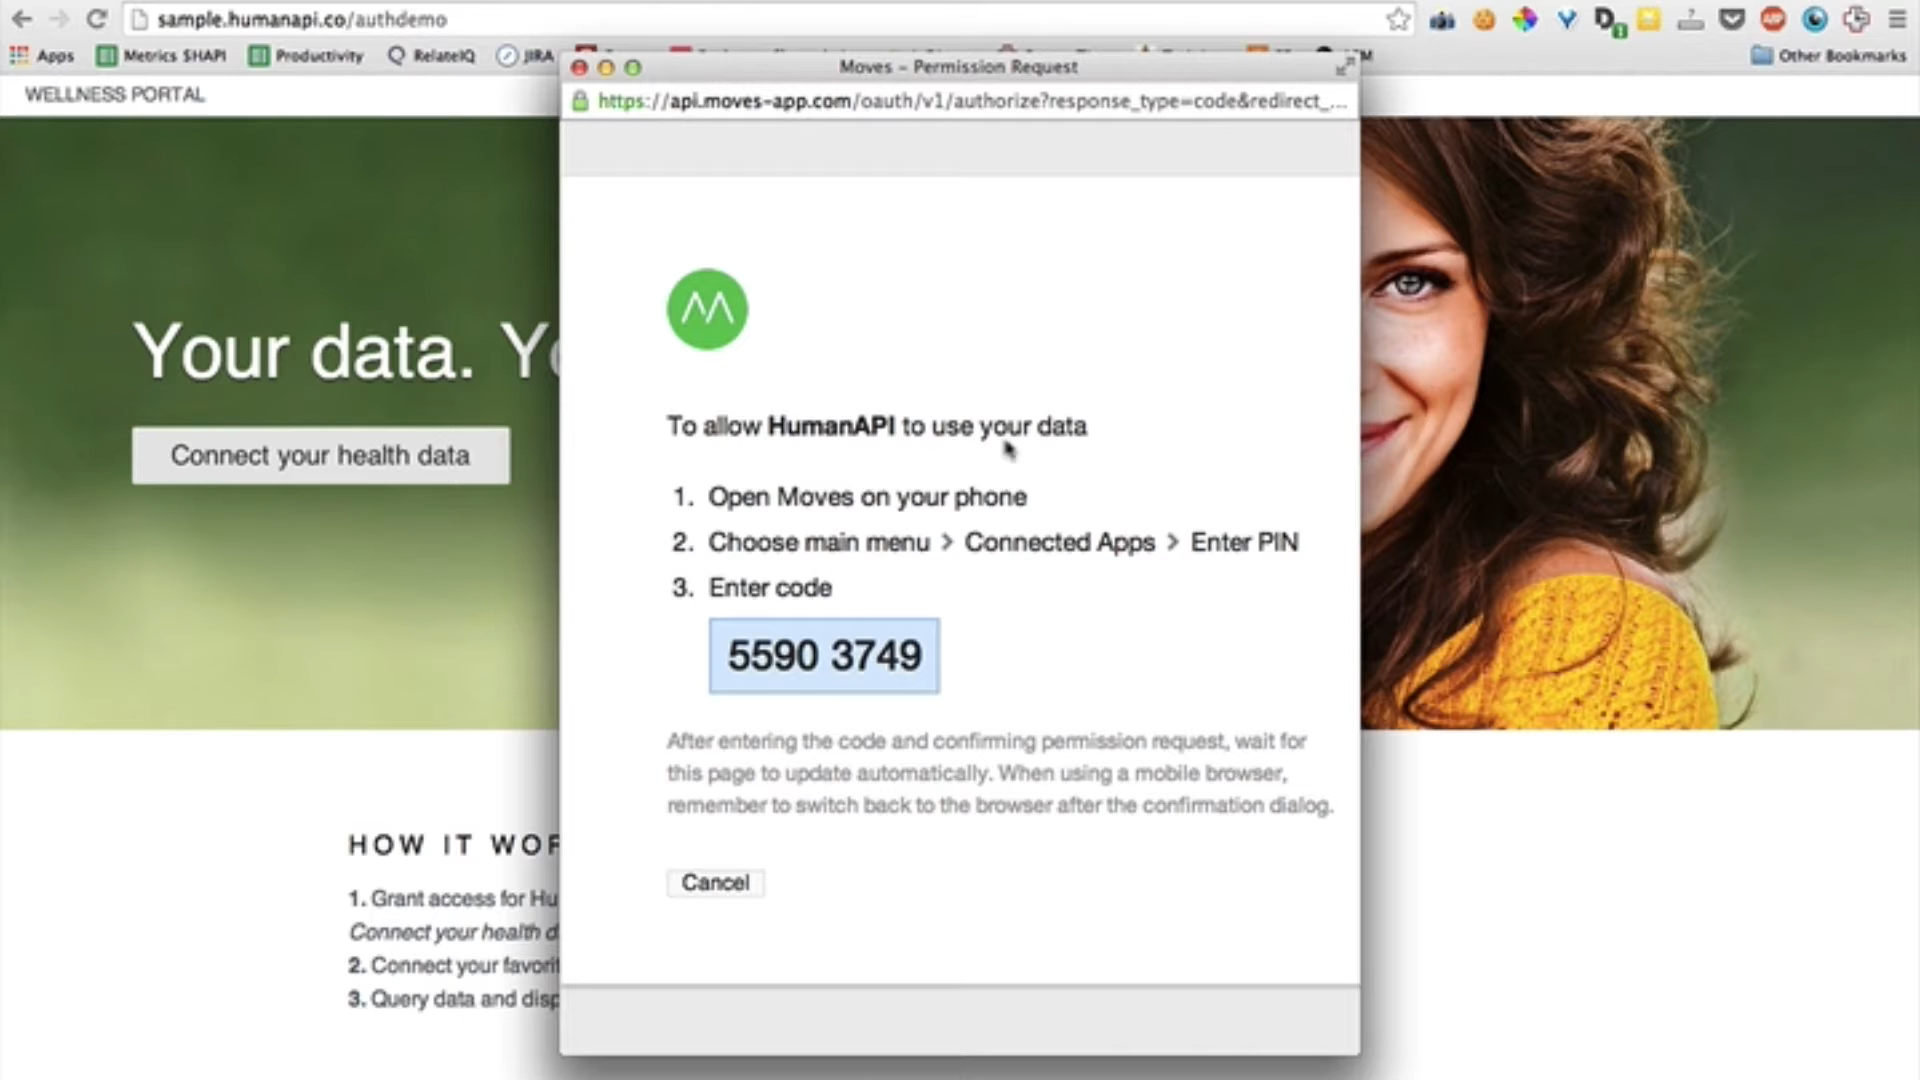 sample.humanapi.co/authdemo
Apps Metrics SHAPI Productivity RelateIQ JIRA Other Bookmarks
Moves – Permission Request
https://api.moves-app.com/oauth/v1/authorize?response_type=code&redirect_...
WELLNESS PORTAL
Your data. Yo
Connect your health data
To allow HumanAPI to use your data
1. Open Moves on your phone
2. Choose main menu > Connected Apps > Enter PIN
3. Enter code
5590 3749
After entering the code and confirming permission request, wait for
this page to update automatically. When using a mobile browser,
remember to switch back to the browser after the confirmation dialog.
Cancel
HOW IT WOR
1. Grant access for Hu
Connect your health d
2. Connect your favorit
3. Query data and disp